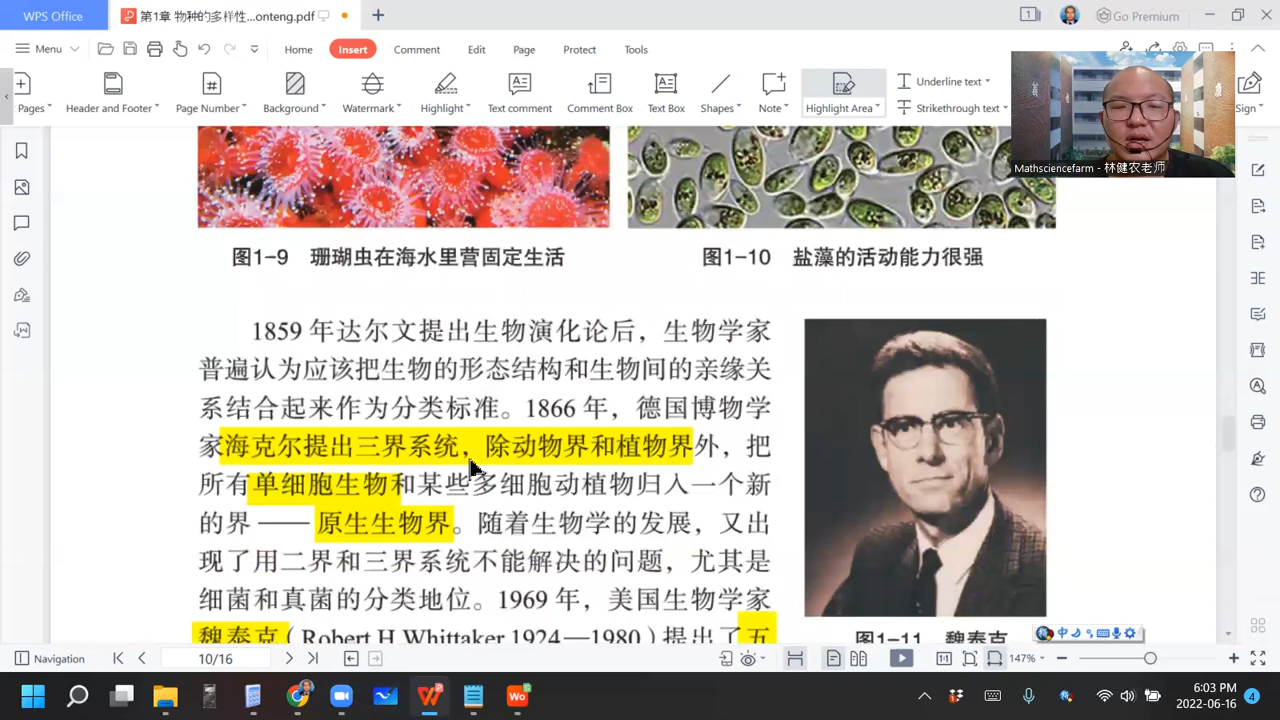 WPS Office
第1章 物种的多样性...onteng.pdf
Go Premium
Menu
Home
Insert
Comment
Edit
Page
Protect
Tools
Pages
Header and Footer
Page Number
Background
Watermark
Highlight
Text comment
Comment Box
Text Box
Shapes
Note
Highlight Area
Underline text
Strikethrough text
Sign
Mathsciencefarm - 林健农老师
图1-9 珊瑚虫在海水里营固定生活
图1-10 盐藻的活动能力很强
1859 年达尔文提出生物演化论后，生物学家
普遍认为应该把生物的形态结构和生物间的亲缘关
系结合起来作为分类标准。1866 年，德国博物学
家海克尔提出三界系统，除动物界和植物界外，把
所有单细胞生物和某些多细胞动植物归入一个新
的界 —— 原生生物界。随着生物学的发展，又出
现了用二界和三界系统不能解决的问题，尤其是
细菌和真菌的分类地位。1969 年，美国生物学家
魏泰克（Robert H Whittaker 1924—1980）提出了五
图1-11 魏泰克
中
Navigation
10/16
147%
6:03 PM
2022-06-16
4